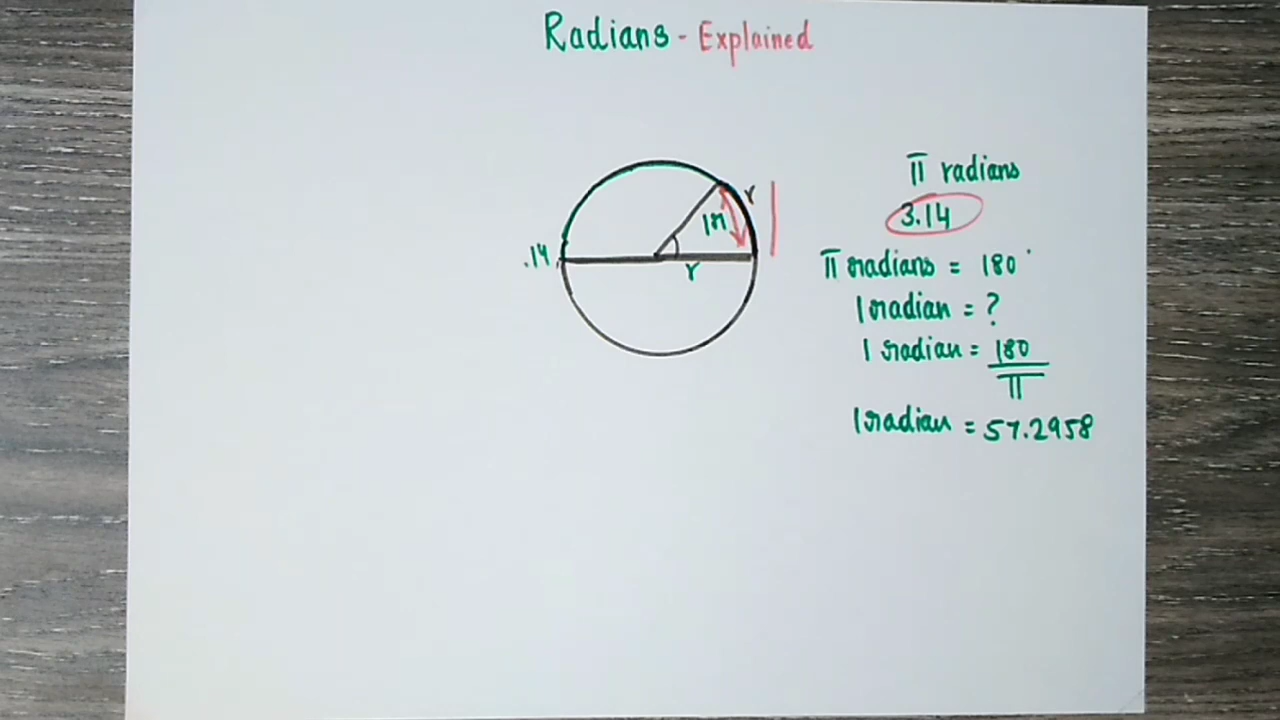 Radians - Explained
r
1r
.14
r
π radians
3.14
π radians = 180°
1 radian = ?
1 radian = 180
π
1 radian = 57.2958